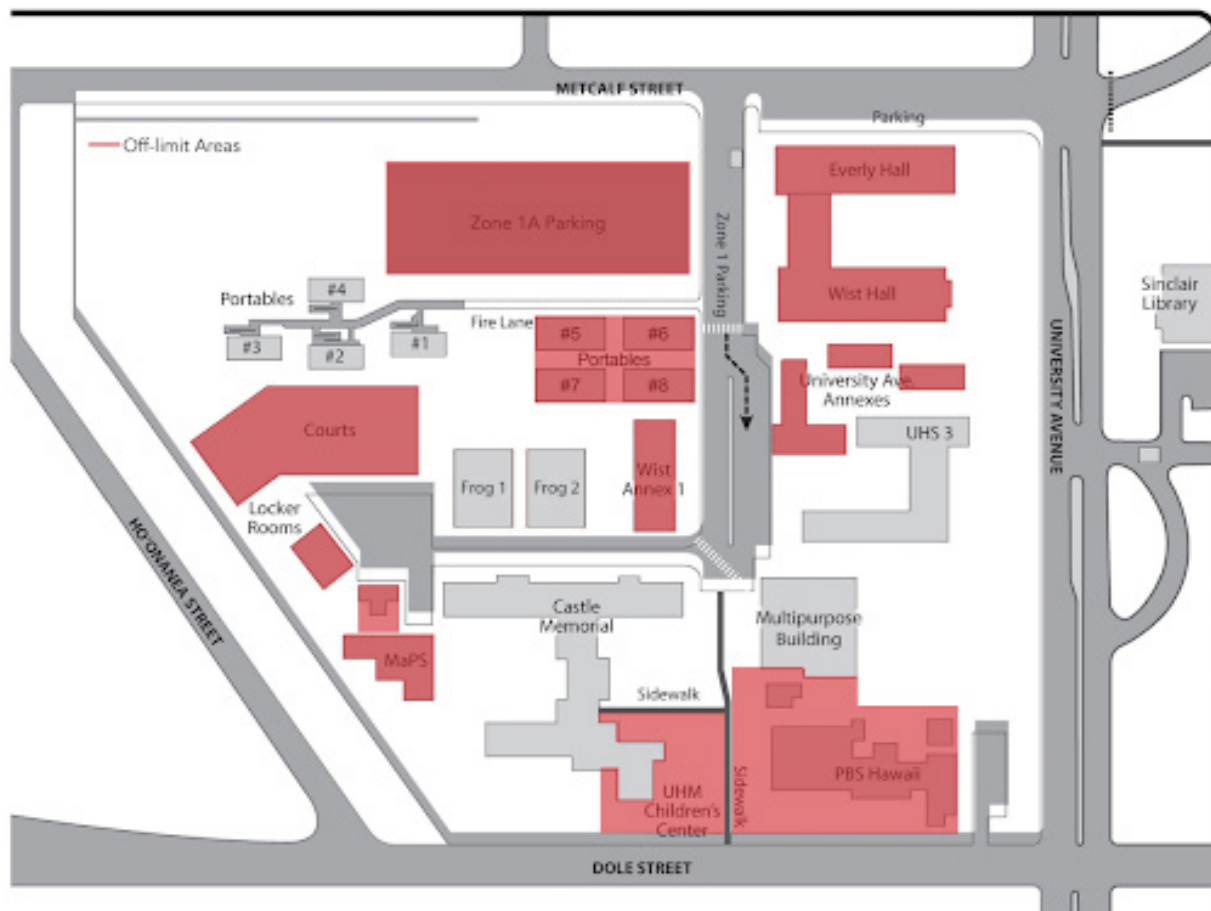 METCALF STREET
Parking
Off-limit Areas
Everly Hall
Zone 1A Parking
Zone 1 Parking
Wist Hall
Sinclair
Library
Portables
#4
#3
#2
#1
Fire Lane
#5
#6
Portables
#7
#8
University Ave.
Annexes
UNIVERSITY AVENUE
Courts
UHS 3
Frog 1
Frog 2
Wist
Annex 1
Locker
Rooms
HO'ONANEA STREET
Castle
Memorial
Multipurpose
Building
MaPS
Sidewalk
Sidewalk
PBS Hawaii
UHM
Children's
Center
DOLE STREET